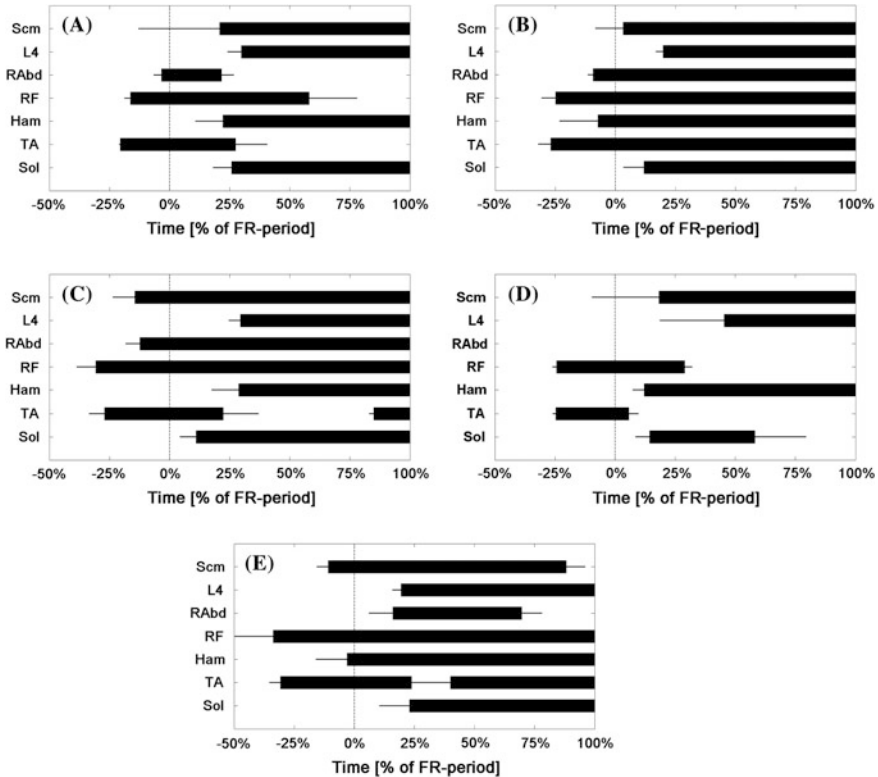 (A)
Scm
L4
RAbd
RF
Ham
TA
Sol
-50% -25% 0% 25% 50% 75% 100%
Time [% of FR-period]
(B)
Scm
L4
RAbd
RF
Ham
TA
Sol
-50% -25% 0% 25% 50% 75% 100%
Time [% of FR-period]
(C)
Scm
L4
RAbd
RF
Ham
TA
Sol
-50% -25% 0% 25% 50% 75% 100%
Time [% of FR-period]
(D)
Scm
L4
RAbd
RF
Ham
TA
Sol
-50% -25% 0% 25% 50% 75% 100%
Time [% of FR-period]
(E)
Scm
L4
RAbd
RF
Ham
TA
Sol
-50% -25% 0% 25% 50% 75% 100%
Time [% of FR-period]